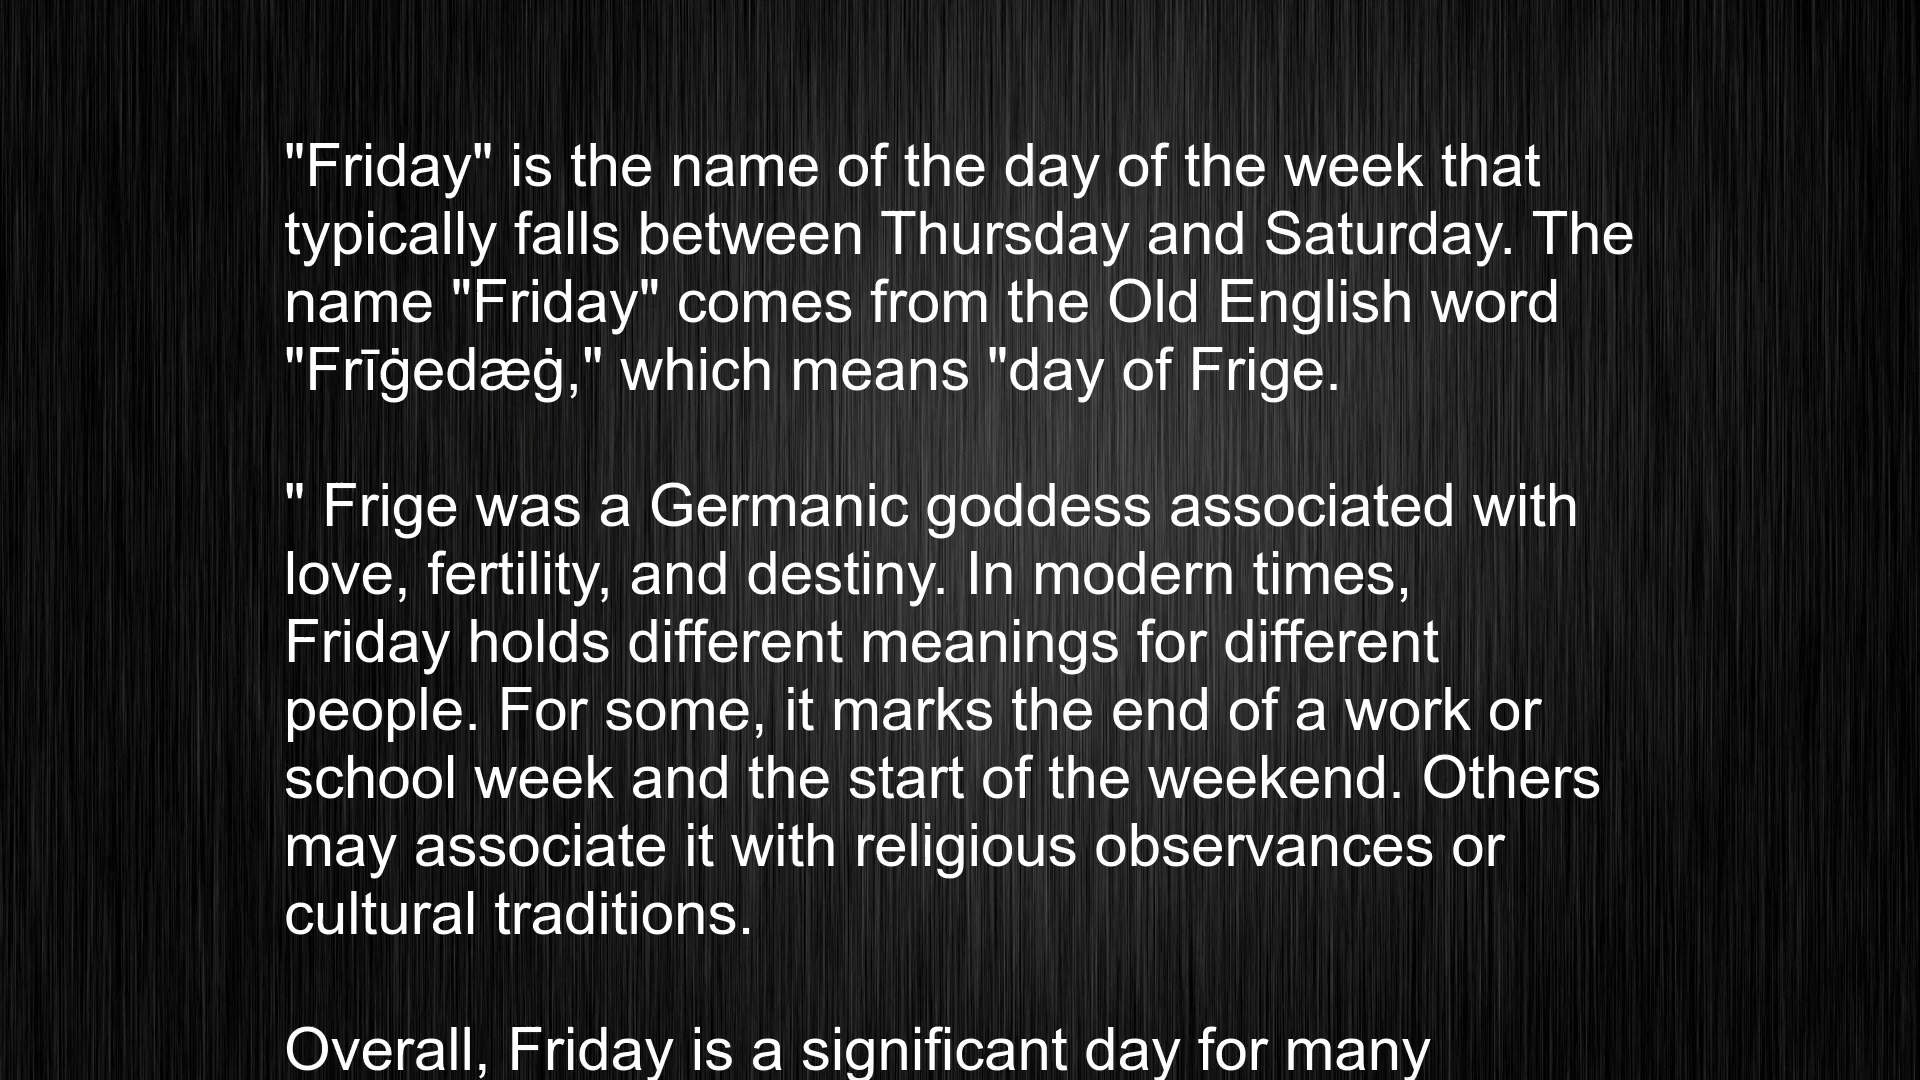 "Friday" is the name of the day of the week that
typically falls between Thursday and Saturday. The
name "Friday" comes from the Old English word
"Frīġedæġ," which means "day of Frige.
" Frige was a Germanic goddess associated with
love, fertility, and destiny. In modern times,
Friday holds different meanings for different
people. For some, it marks the end of a work or
school week and the start of the weekend. Others
may associate it with religious observances or
cultural traditions.
Overall, Friday is a significant day for many